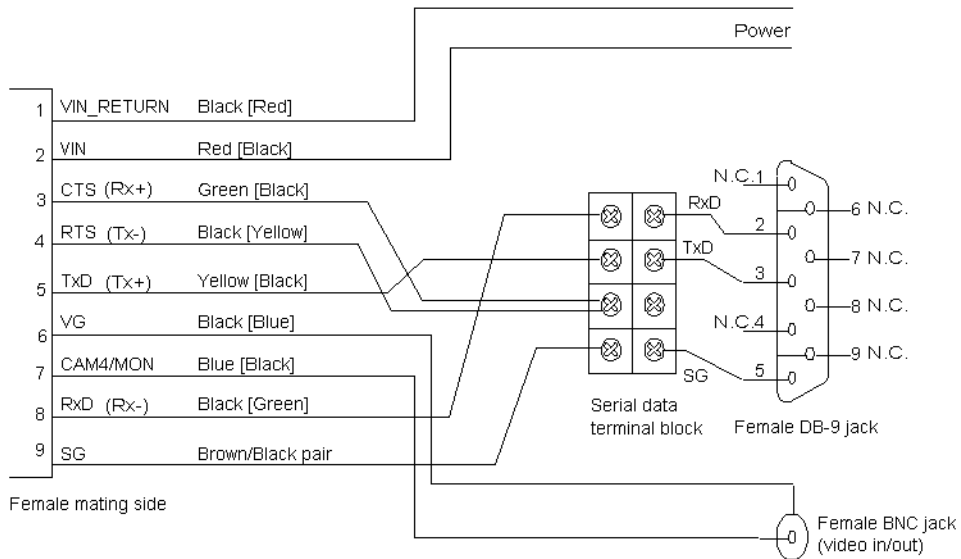 Power
1 VIN_RETURN Black [Red]
2 VIN Red [Black]
3 CTS (Rx+) Green [Black]
4 RTS (Tx-) Black [Yellow]
5 TxD (Tx+) Yellow [Black]
6 VG Black [Blue]
7 CAM4/MON Blue [Black]
8 RxD (Rx-) Black [Green]
9 SG Brown/Black pair
Female mating side
RxD
TxD
SG
Serial data
terminal block
N.C.1
2
3
N.C.4
5
6 N.C.
7 N.C.
8 N.C.
9 N.C.
Female DB-9 jack
Female BNC jack
(video in/out)